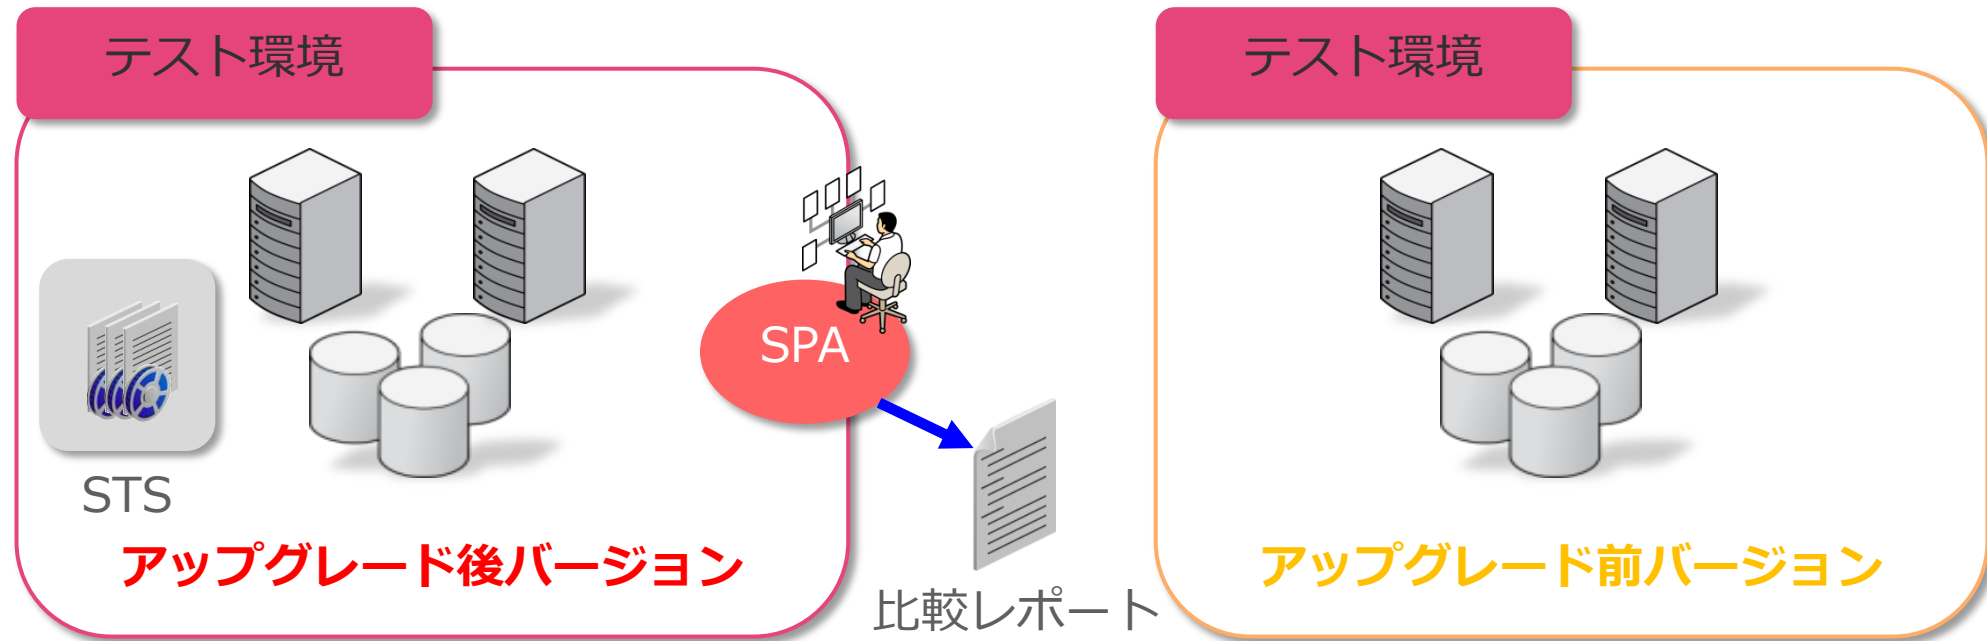 テスト環境
テスト環境
SPA
STS
アップグレード後バージョン
アップグレード前バージョン
比較レポート